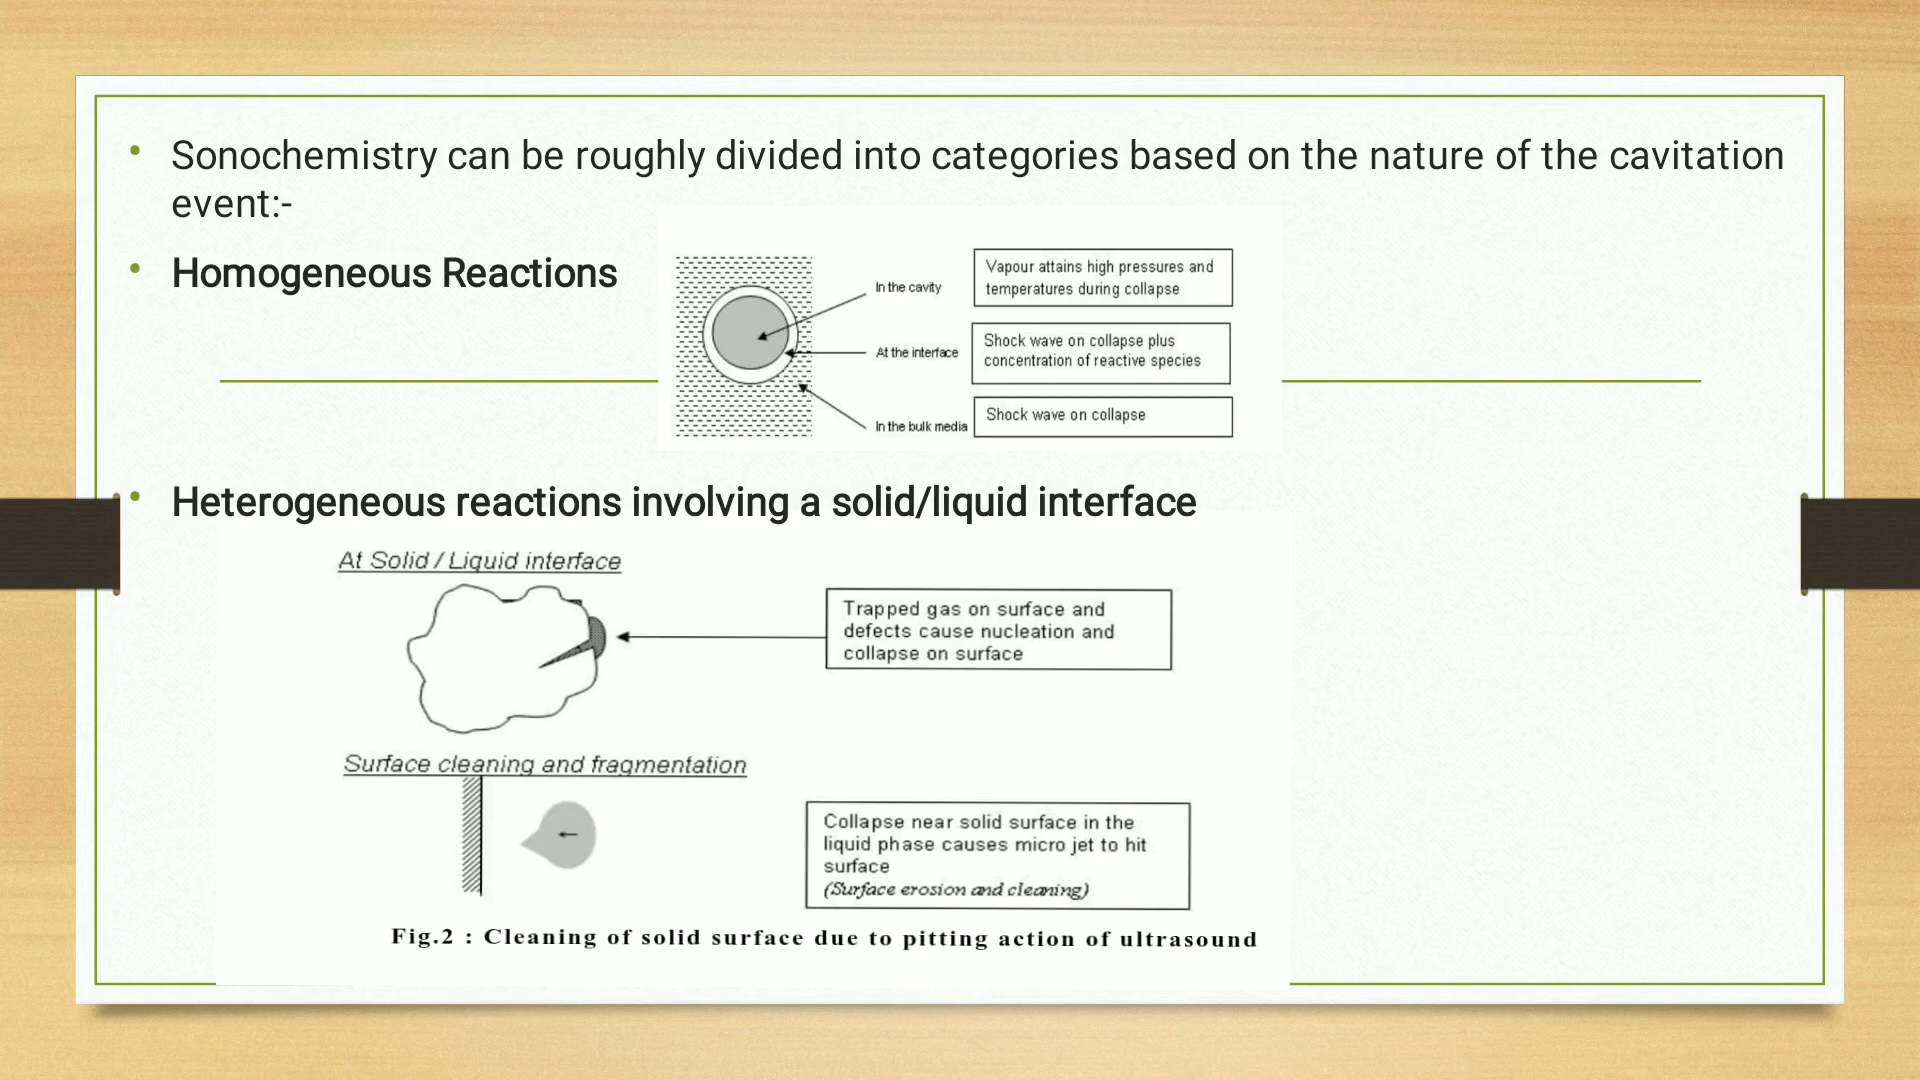 Sonochemistry can be roughly divided into categories based on the nature of the cavitation
event:-
Homogeneous Reactions
In the cavity
Vapour attains high pressures and
temperatures during collapse
At the interface
Shock wave on collapse plus
concentration of reactive species
In the bulk media
Shock wave on collapse
Heterogeneous reactions involving a solid/liquid interface
At Solid / Liquid interface
Trapped gas on surface and
defects cause nucleation and
collapse on surface
Surface cleaning and fragmentation
Collapse near solid surface in the
liquid phase causes micro jet to hit
surface
(Surface erosion and cleaning)
Fig.2 : Cleaning of solid surface due to pitting action of ultrasound